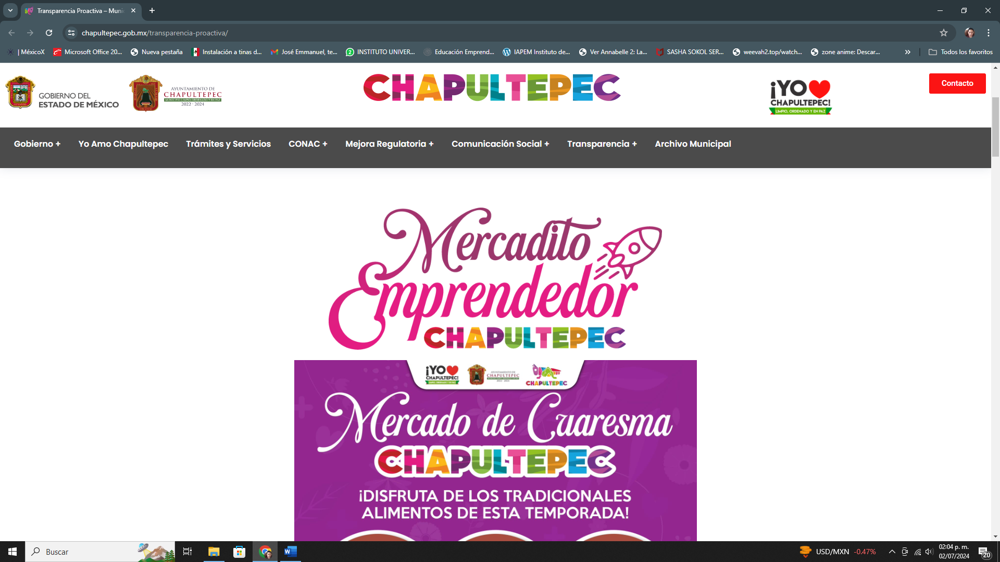 Transparencia Proactiva – Muni
chapultepec.gob.mx/transparencia-proactiva/
| MéxicoX
Microsoft Office 20...
Nueva pestaña
Instalación a tinas d...
José Emmanuel, te...
INSTITUTO UNIVER...
Educación Emprend...
IAPEM Instituto de...
Ver Annabelle 2: La...
SASHA SOKOL SER...
weevah2.top/watch...
zone anime: Descar...
Todos los favoritos
GOBIERNO DEL
ESTADO DE MÉXICO
AYUNTAMIENTO DE
CHAPULTEPEC
MUNICIPIO LIMPIO, ORDENADO Y EN PAZ
2022 - 2024
CHAPULTEPEC
¡YO
CHAPULTEPEC!
LIMPIO, ORDENADO Y EN PAZ
Contacto
Gobierno +
Yo Amo Chapultepec
Trámites y Servicios
CONAC +
Mejora Regulatoria +
Comunicación Social +
Transparencia +
Archivo Municipal
Mercadito
Emprendedor
CHAPULTEPEC
¡YO
CHAPULTEPEC!
LIMPIO, ORDENADO Y EN PAZ
AYUNTAMIENTO DE
CHAPULTEPEC
2022 - 2024
CHAPULTEPEC
Mercado de Cuaresma
CHAPULTEPEC
¡DISFRUTA DE LOS TRADICIONALES
ALIMENTOS DE ESTA TEMPORADA!
Buscar
USD/MXN -0.47%
02:04 p. m.
02/07/2024
20